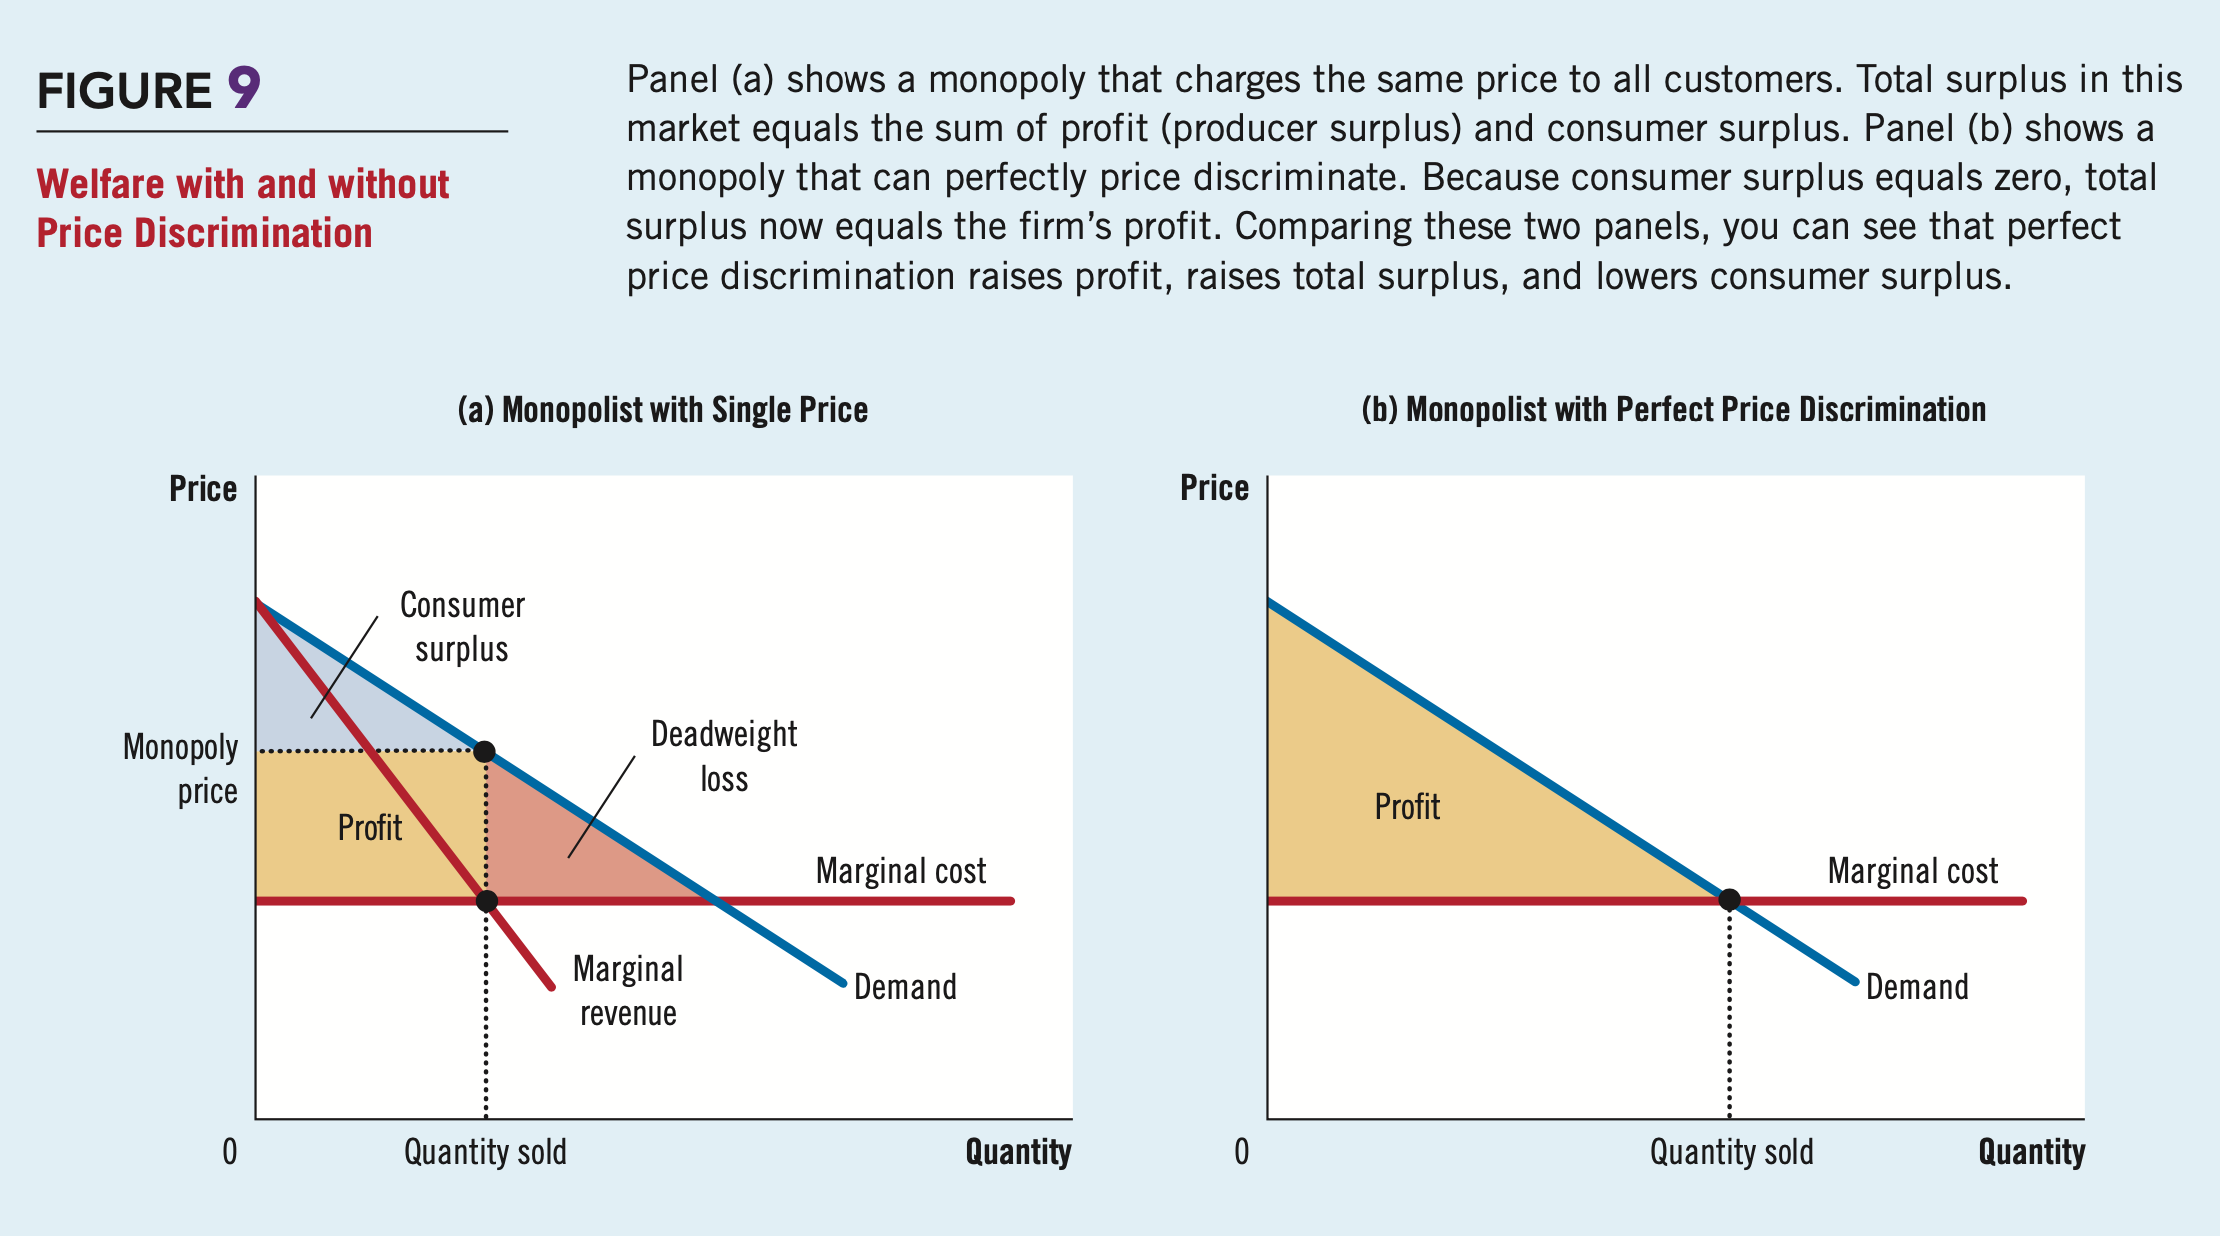 FIGURE 9
Welfare with and without
Price Discrimination
Panel (a) shows a monopoly that charges the same price to all customers. Total surplus in this
market equals the sum of profit (producer surplus) and consumer surplus. Panel (b) shows a
monopoly that can perfectly price discriminate. Because consumer surplus equals zero, total
surplus now equals the firm’s profit. Comparing these two panels, you can see that perfect
price discrimination raises profit, raises total surplus, and lowers consumer surplus.
(a) Monopolist with Single Price
Price
Consumer
surplus
Monopoly
price
Deadweight
loss
Profit
Marginal cost
Marginal
revenue
Demand
0
Quantity sold
Quantity
(b) Monopolist with Perfect Price Discrimination
Price
Profit
Marginal cost
Demand
0
Quantity sold
Quantity